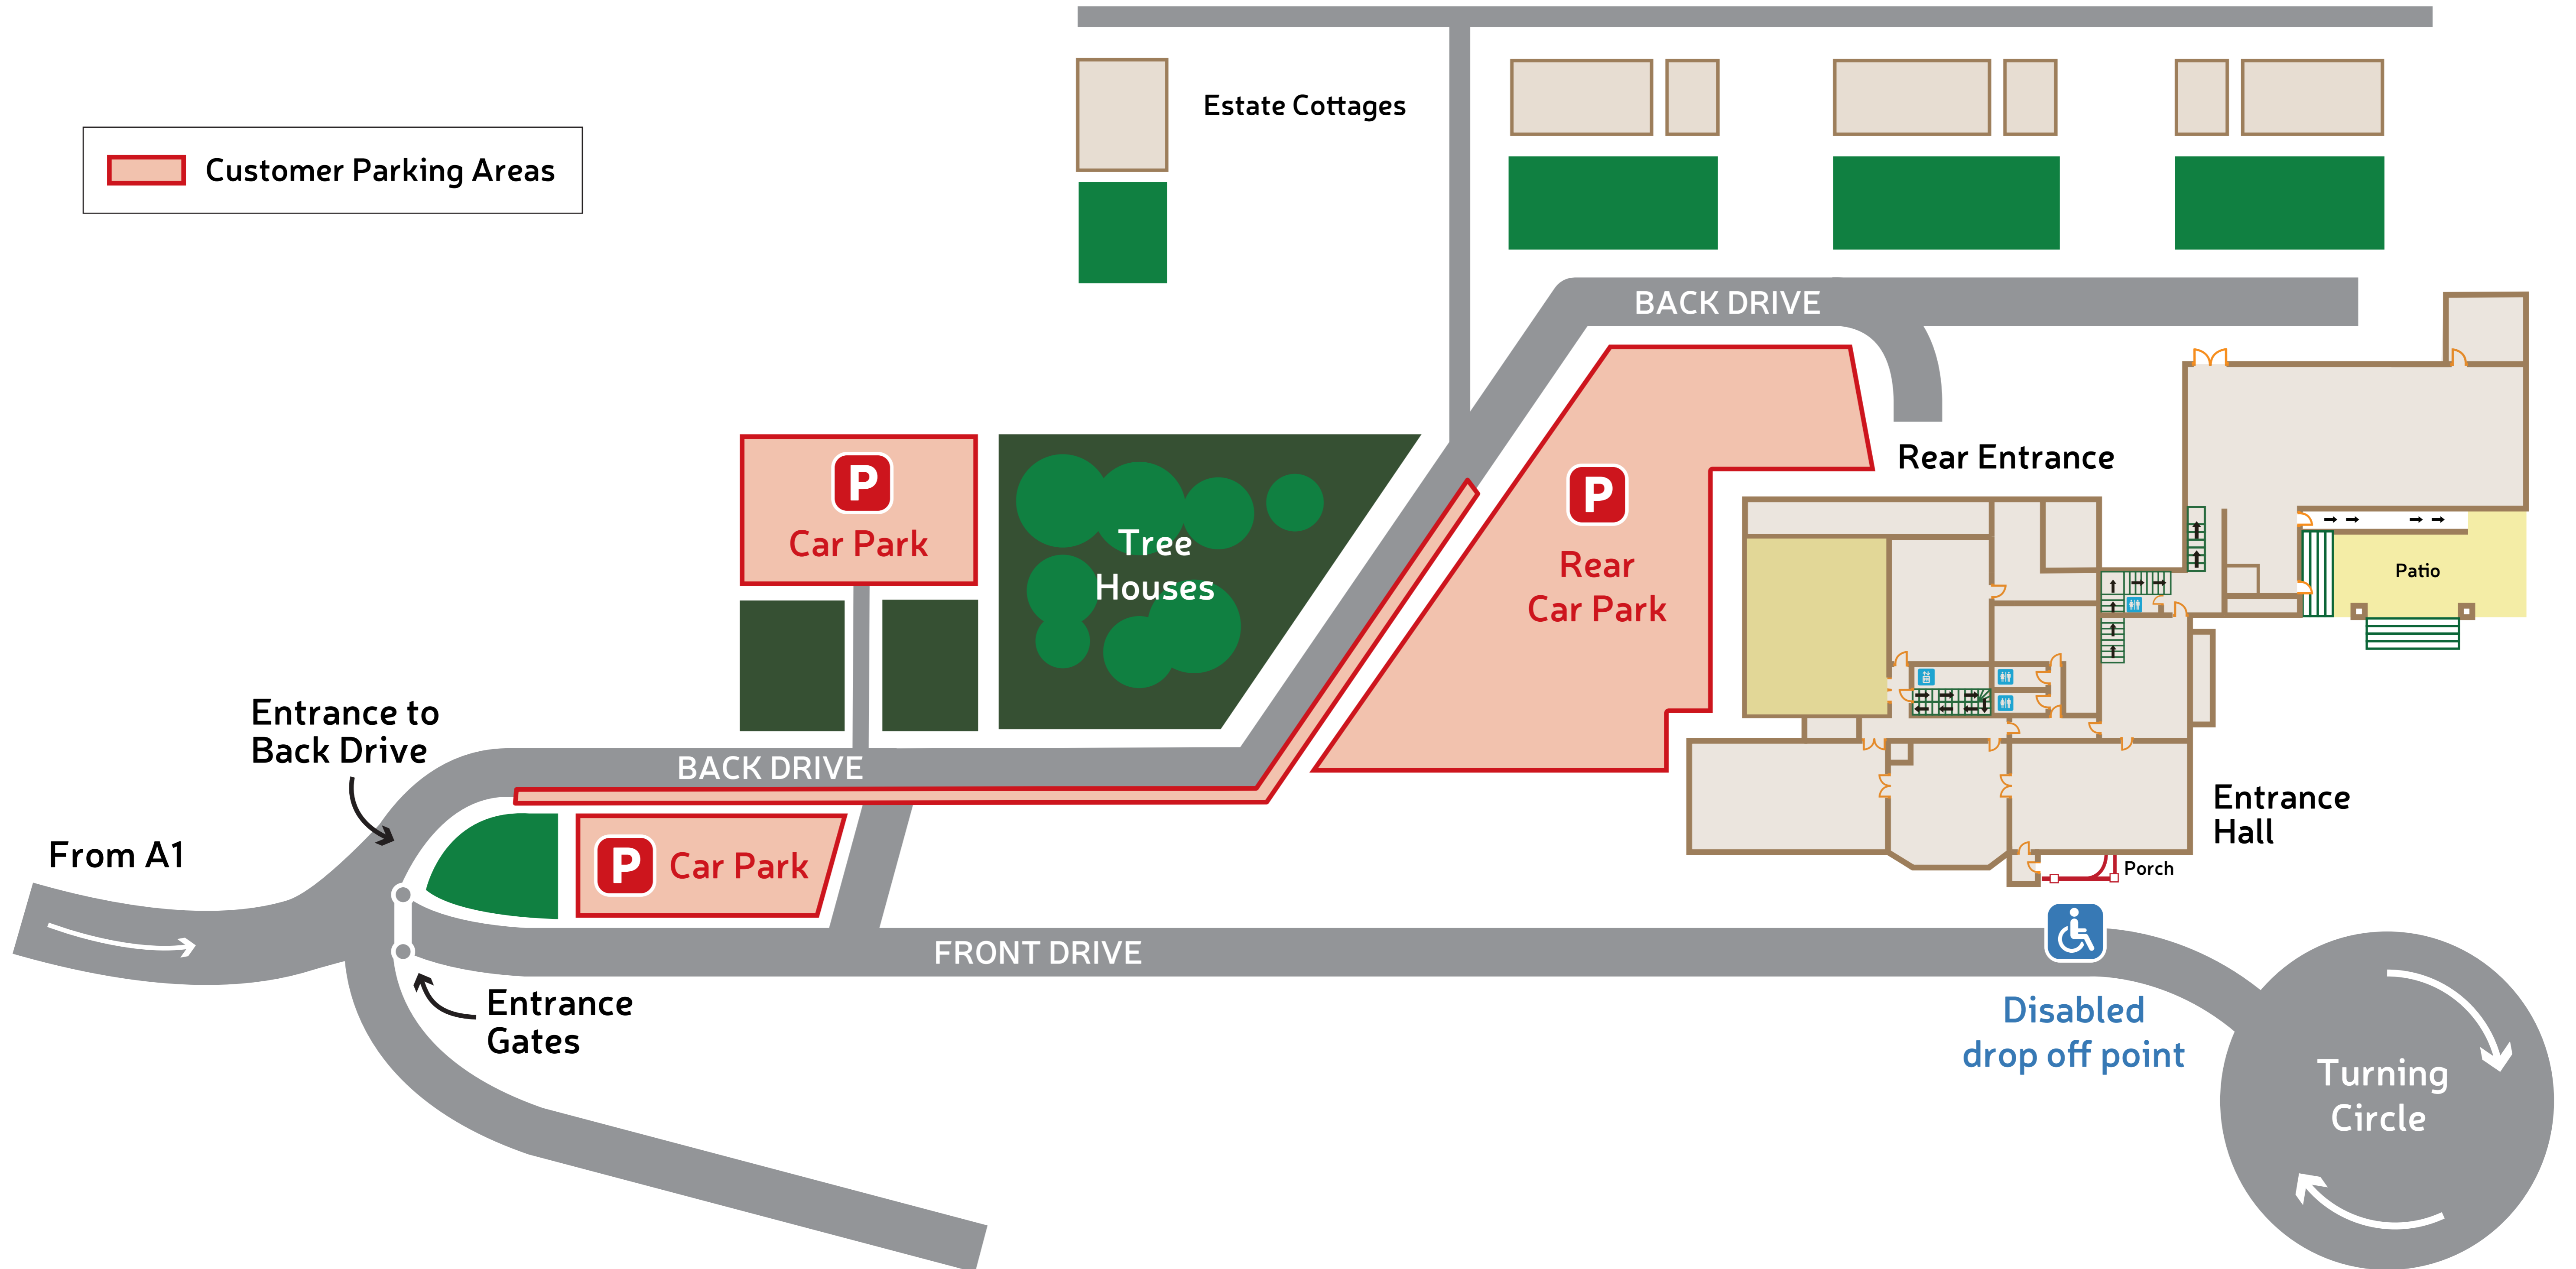 Estate Cottages
Customer Parking Areas
BACK DRIVE
P
Car Park
Tree
Houses
P
Rear
Car Park
Rear Entrance
Patio
Entrance to
Back Drive
BACK DRIVE
From A1
P
Car Park
Entrance
Hall
Porch
FRONT DRIVE
Entrance
Gates
Disabled
drop off point
Turning
Circle